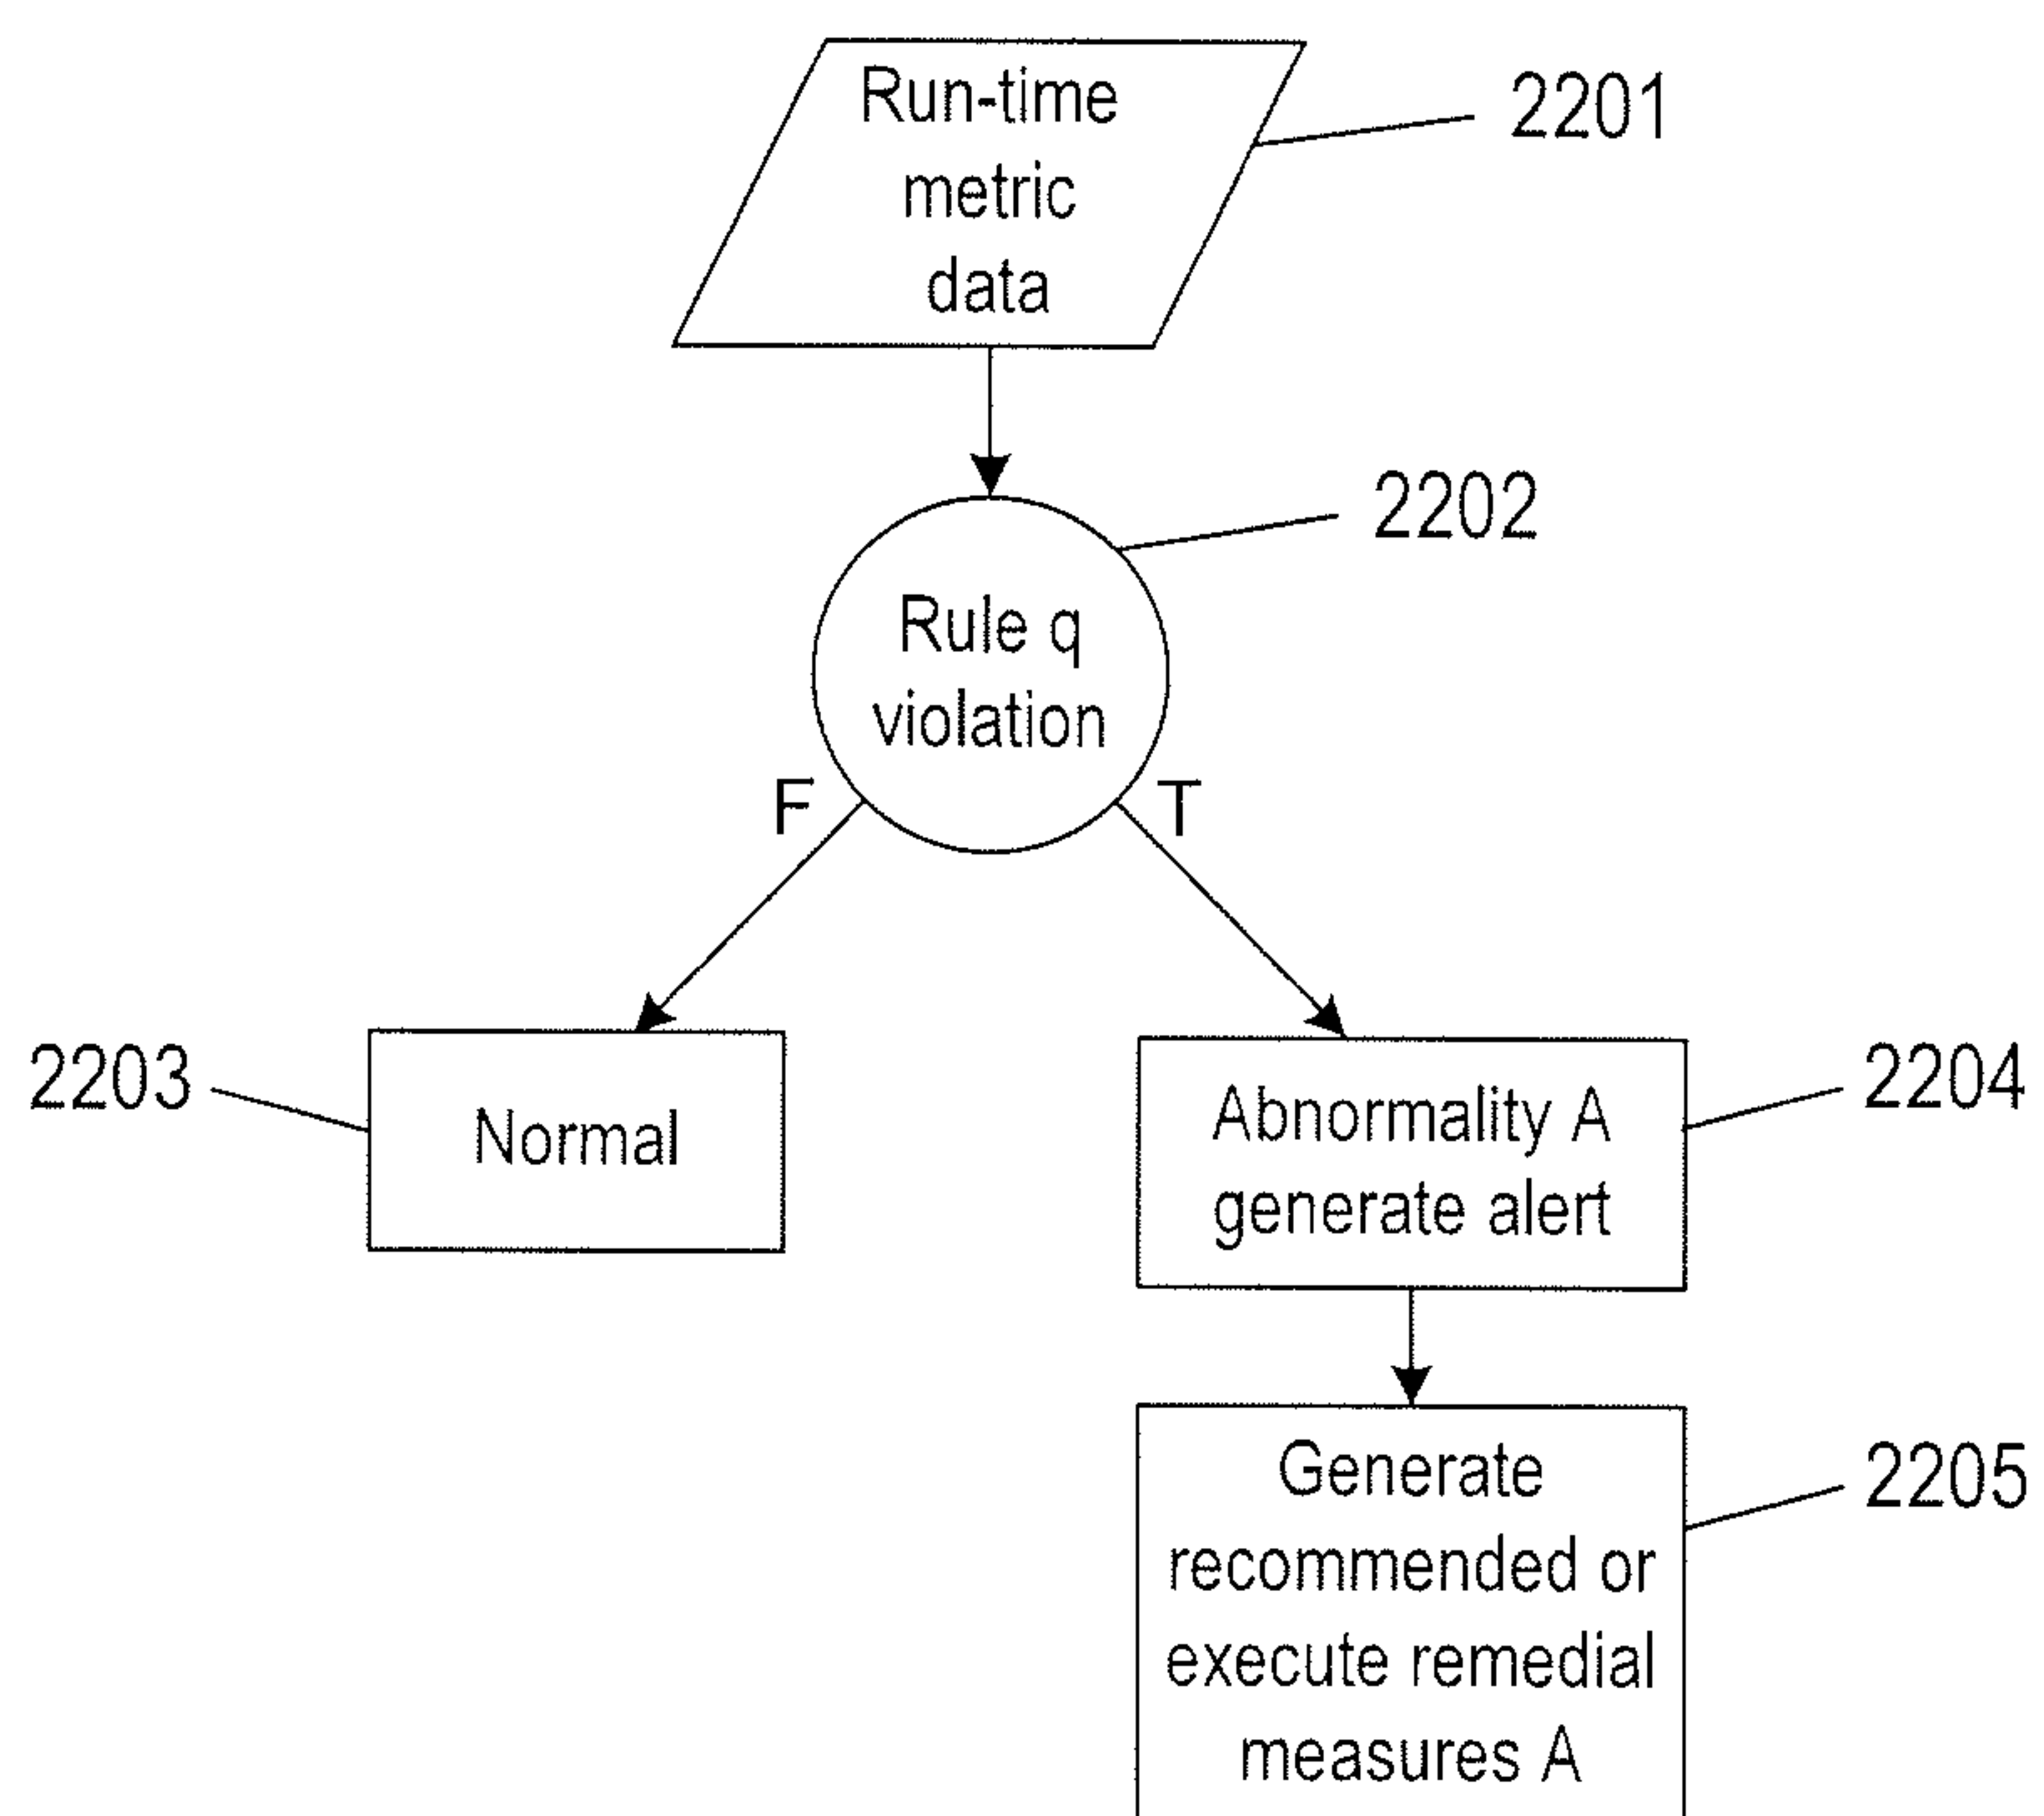 Run-time
metric
data
2201
2202
Rule q
violation
F
T
2203
Normal
Abnormality A
generate alert
2204
Generate
recommended or
execute remedial
measures A
2205